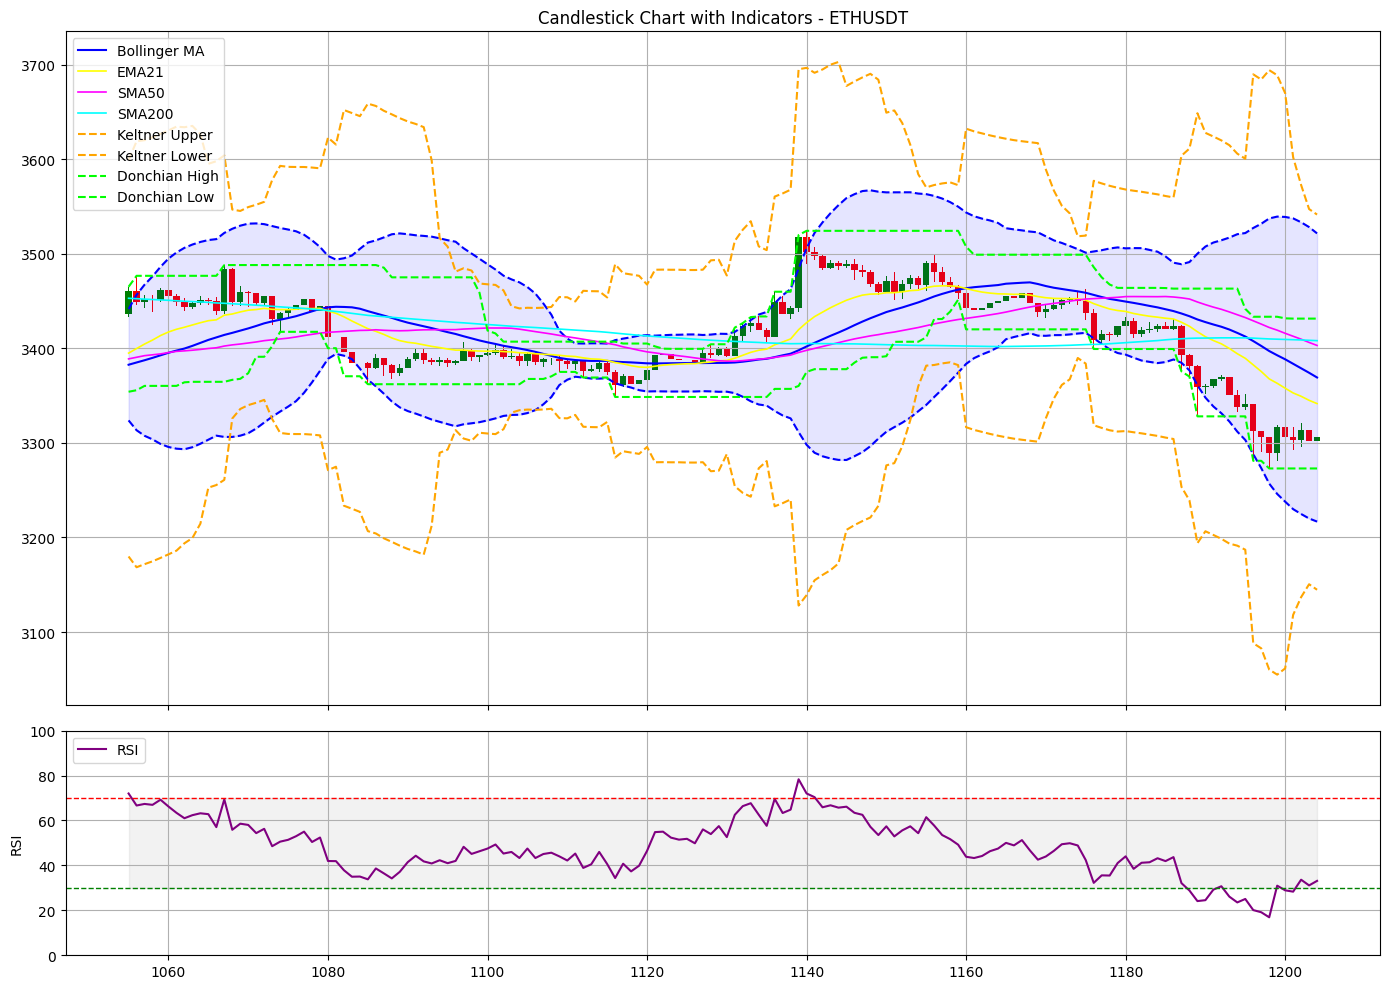 Candlestick Chart with Indicators - ETHUSDT
Bollinger MA
EMA21
SMA50
SMA200
Keltner Upper
Keltner Lower
Donchian High
Donchian Low
3700
3600
3500
3400
3300
3200
3100
RSI
100
80
60
40
20
0
RSI
1060 1080 1100 1120 1140 1160 1180 1200